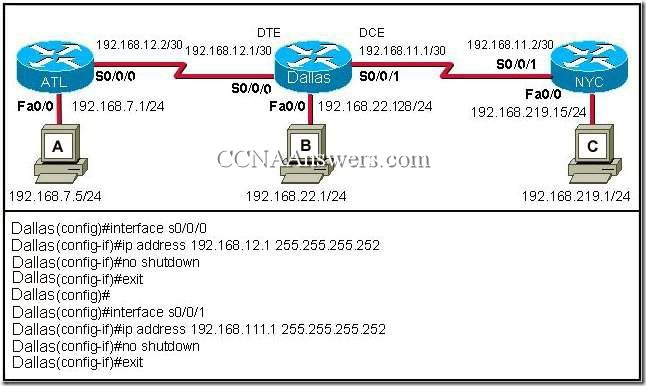 DTE DCE
192.168.12.2/30 192.168.12.1/30 192.168.11.1/30 192.168.11.2/30
ATL Dallas NYC
S0/0/0 S0/0/0 S0/0/1 S0/0/1
Fa0/0 192.168.7.1/24 Fa0/0 192.168.22.128/24 Fa0/0 192.168.219.15/24
A B C
CCNAAnswers.com
192.168.7.5/24 192.168.22.1/24 192.168.219.1/24
Dallas(config)#interface s0/0/0
Dallas(config-if)#ip address 192.168.12.1 255.255.255.252
Dallas(config-if)#no shutdown
Dallas(config-if)#exit
Dallas(config)#
Dallas(config)#interface s0/0/1
Dallas(config-if)#ip address 192.168.111.1 255.255.255.252
Dallas(config-if)#no shutdown
Dallas(config-if)#exit